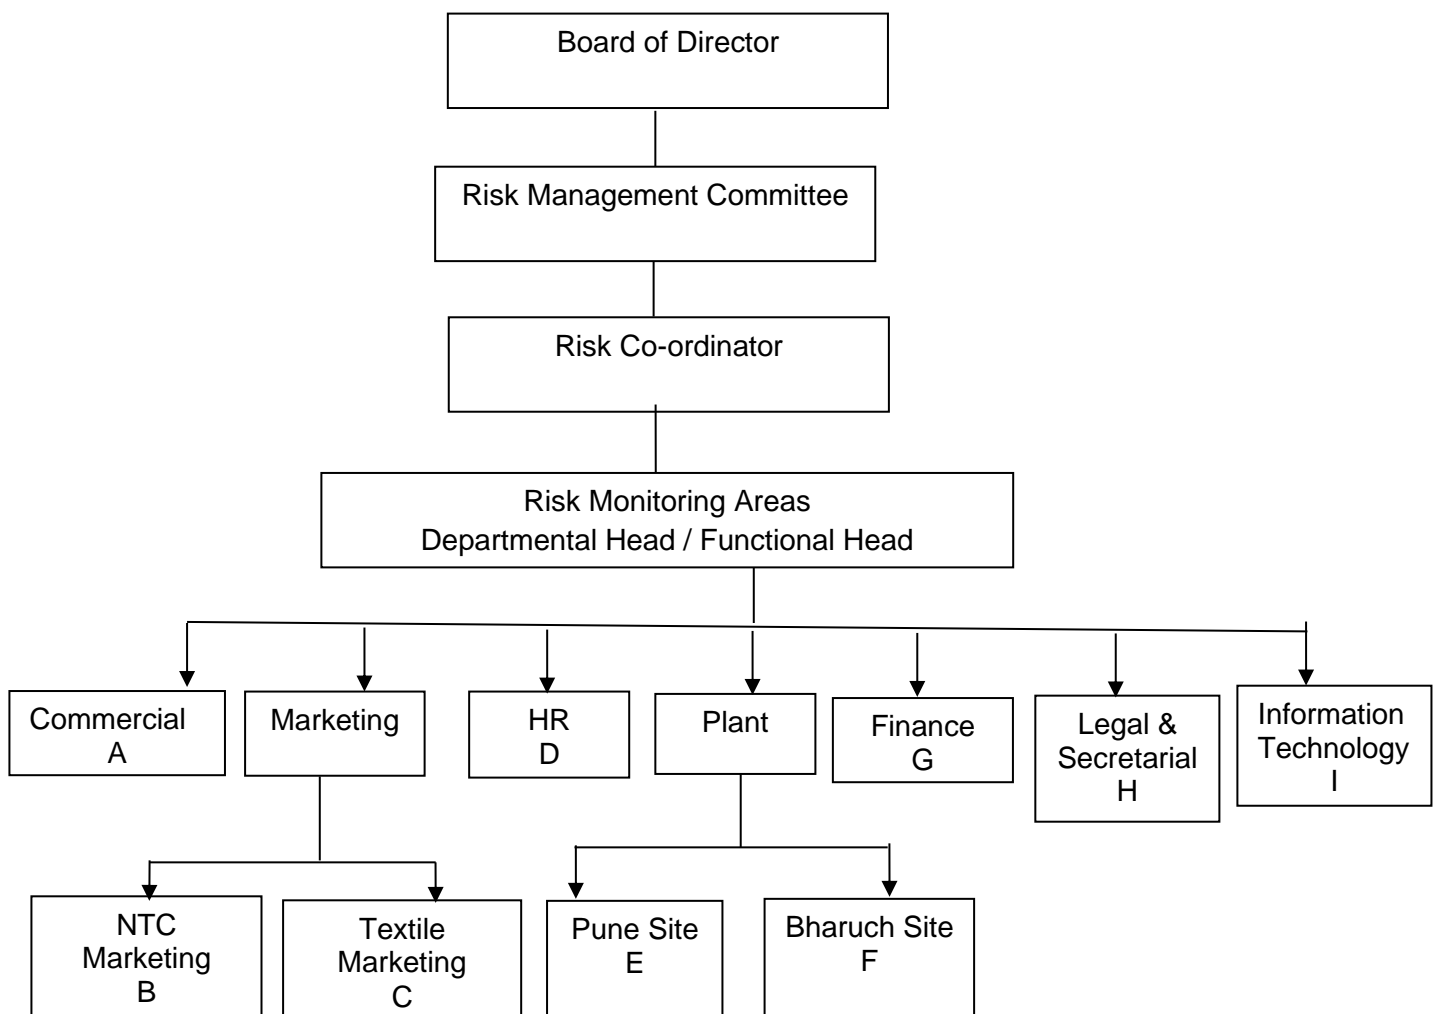 Board of Director
Risk Management Committee
Risk Co-ordinator
Risk Monitoring Areas
Departmental Head / Functional Head
Commercial
A
Marketing
HR
D
Plant
Finance
G
Legal &
Secretarial
H
Information
Technology
I
NTC
Marketing
B
Textile
Marketing
C
Pune Site
E
Bharuch Site
F